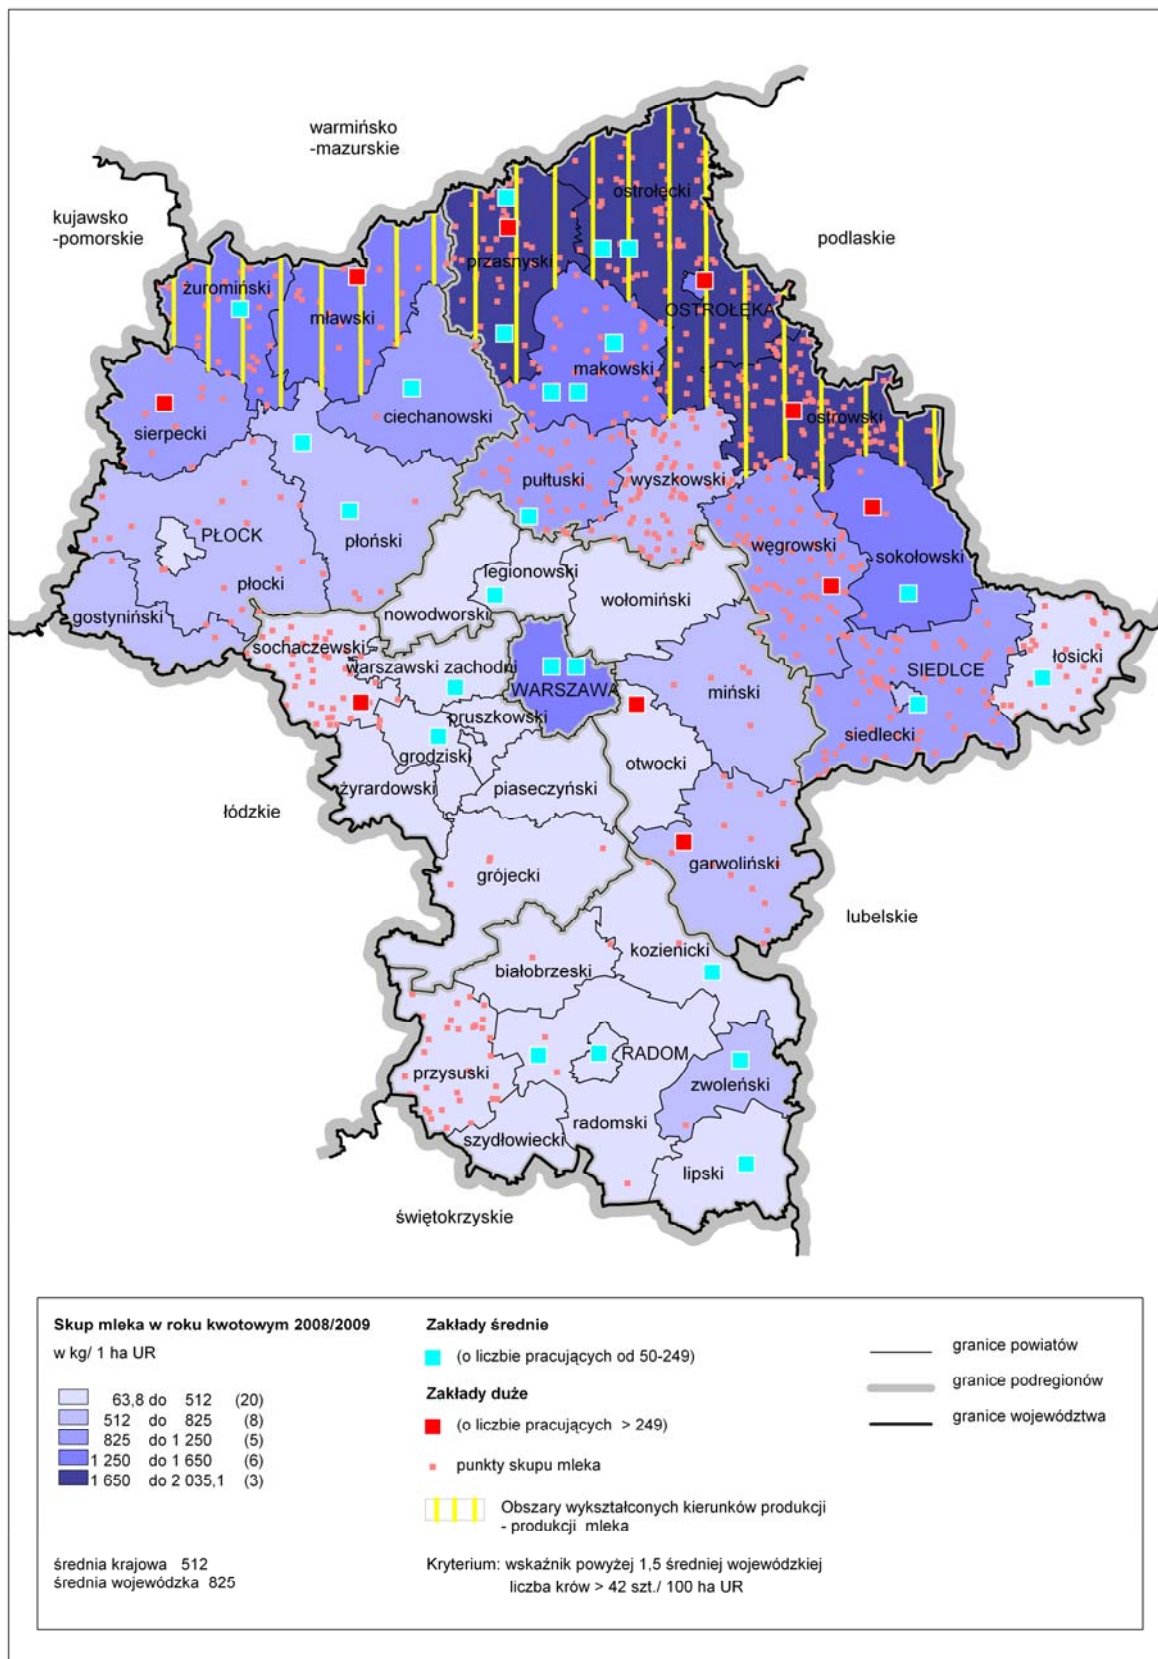 warmińsko
-mazurskie
kujawsko
-pomorskie
podlaskie
ostrołęcki
przasnyski
żuromiński
mławski
OSTROŁĘKA
makowski
ciechanowski
ostrowski
sierpecki
pułtuski
wyszkowski
PŁOCK
płoński
węgrowski
sokołowski
legionowski
płocki
wołomiński
gostyniński
nowodworski
sochaczewski
warszawski zachodni
SIEDLCE
łosicki
WARSZAWA
miński
pruszkowski
siedlecki
grodziski
otwocki
żyrardowski
piaseczyński
łódzkie
garwoliński
grójecki
lubelskie
kozienicki
białobrzeski
RADOM
przysuski
zwoleński
radomski
szydłowiecki
lipski
świętokrzyskie
Skup mleka w roku kwotowym 2008/2009
w kg/ 1 ha UR
63,8 do 512 (20)
512 do 825 (8)
825 do 1 250 (5)
1 250 do 1 650 (6)
1 650 do 2 035,1 (3)
średnia krajowa 512
średnia wojewódzka 825
Zakłady średnie
(o liczbie pracujących od 50-249)
Zakłady duże
(o liczbie pracujących > 249)
punkty skupu mleka
Obszary wykształconych kierunków produkcji
- produkcji mleka
Kryterium: wskaźnik powyżej 1,5 średniej wojewódzkiej
liczba krów > 42 szt./ 100 ha UR
granice powiatów
granice podregionów
granice województwa